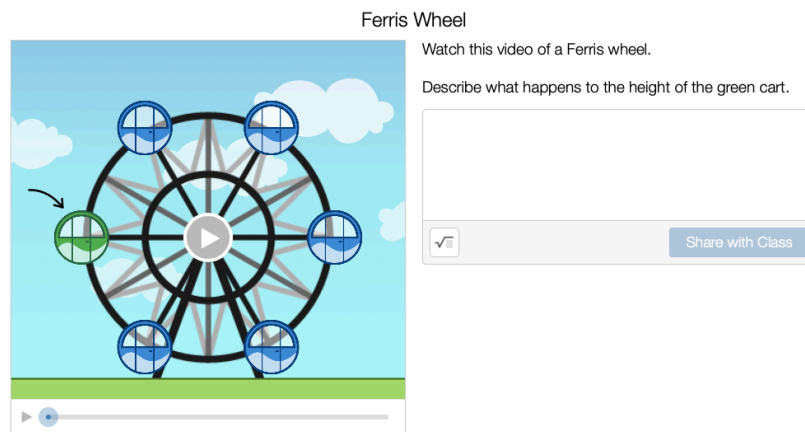 Ferris Wheel
Watch this video of a Ferris wheel.
Describe what happens to the height of the green cart.
Share with Class